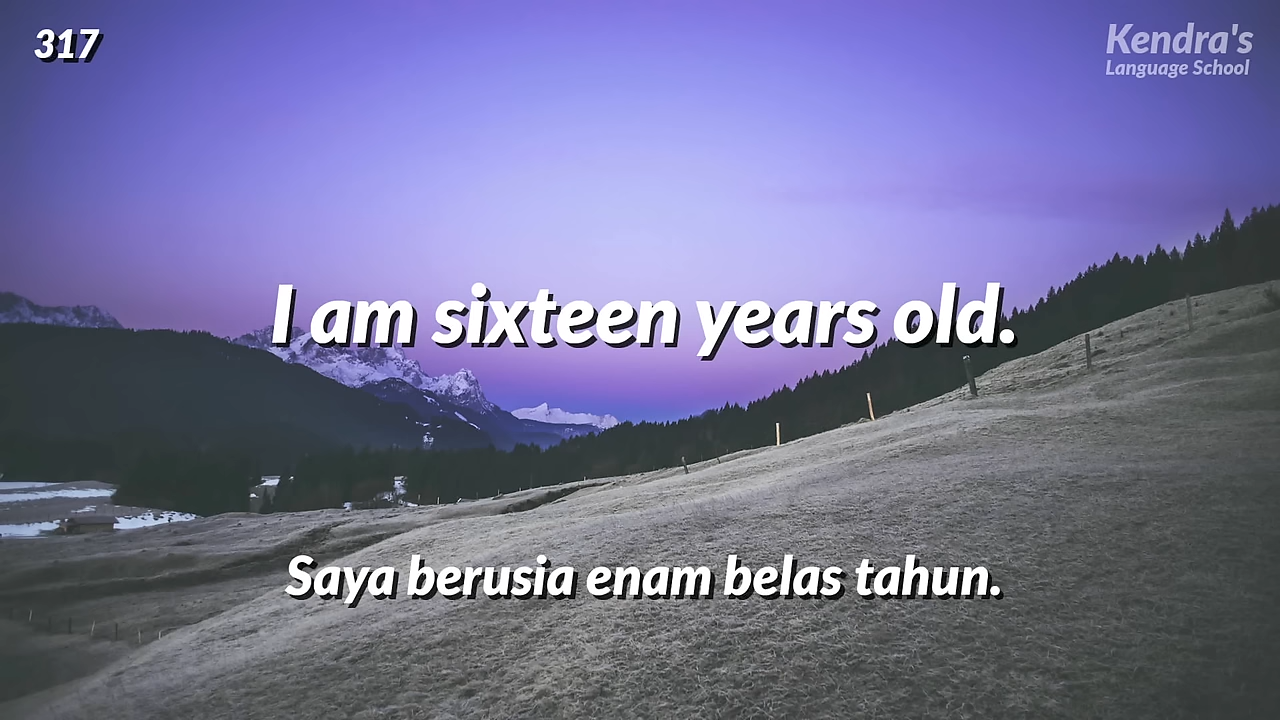 317
Kendra's
Language School
I am sixteen years old.
Saya berusia enam belas tahun.